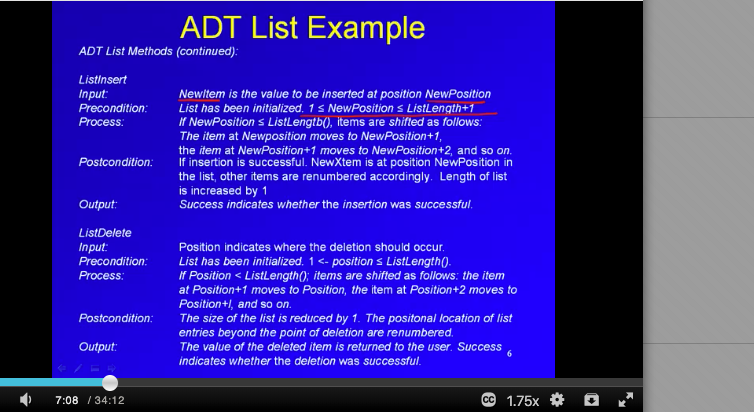 ADT List Example
ADT List Methods (continued):
ListInsert
Input: NewItem is the value to be inserted at position NewPosition
Precondition: List has been initialized. 1 ≤ NewPosition ≤ ListLength+1
Process: If NewPosition ≤ ListLengtb(), items are shifted as follows:
The item at Newposition moves to NewPosition+1,
the item at NewPosition+1 moves to NewPosition+2, and so on.
Postcondition: If insertion is successful. NewXtem is at position NewPosition in
the list, other items are renumbered accordingly. Length of list
is increased by 1
Output: Success indicates whether the insertion was successful.
ListDelete
Input: Position indicates where the deletion should occur.
Precondition: List has been initialized. 1 <- position ≤ ListLength().
Process: If Position < ListLength(); items are shifted as follows: the item
at Position+1 moves to Position, the item at Position+2 moves to
Position+l, and so on.
Postcondition: The size of the list is reduced by 1. The positonal location of list
entries beyond the point of deletion are renumbered.
Output: The value of the deleted item is returned to the user. Success
indicates whether the deletion was successful.
6
7:08 / 34:12 CC 1.75x